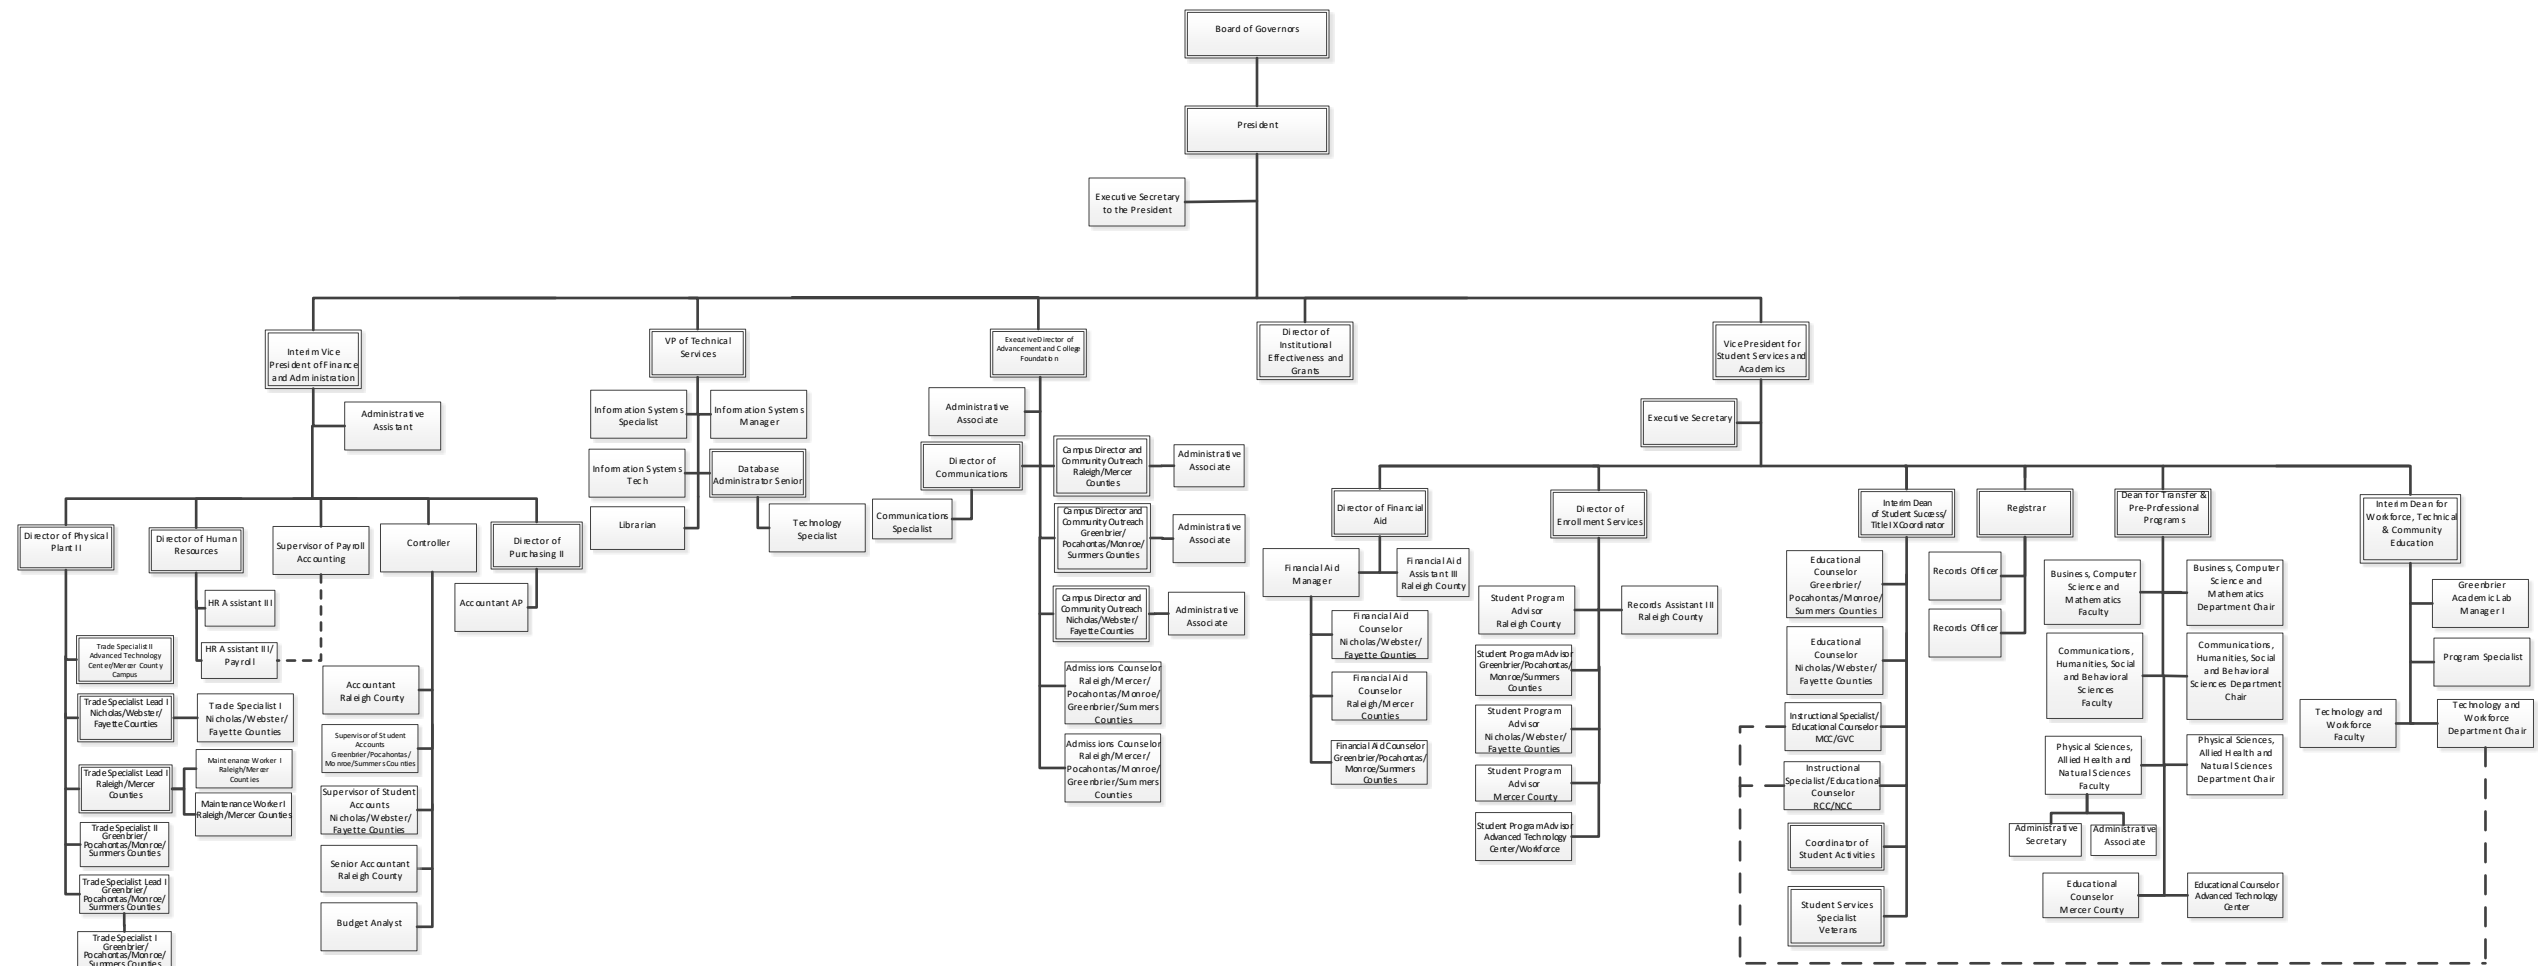 Board of Governors
President
Executive Secretary
to the President
Interim Vice
President of Finance
and Administration
VP of Technical
Services
Executive Director of
Advancement and College
Foundation
Director of
Institutional
Effectiveness and
Grants
Vice President for
Student Services and
Academics
Administrative
Assistant
Information Systems
Specialist
Information Systems
Manager
Information Systems
Tech
Database
Administrator Senior
Librarian
Technology
Specialist
Administrative
Associate
Director of
Communications
Communications
Specialist
Campus Director and
Community Outreach
Raleigh/Mercer
Counties
Administrative
Associate
Campus Director and
Community Outreach
Greenbrier/
Pocahontas/Monroe/
Summers Counties
Administrative
Associate
Campus Director and
Community Outreach
Nicholas/Webster/
Fayette Counties
Administrative
Associate
Admissions Counselor
Raleigh/Mercer/
Pocahontas/Monroe/
Greenbrier/Summers
Counties
Admissions Counselor
Raleigh/Mercer/
Pocahontas/Monroe/
Greenbrier/Summers
Counties
Executive Secretary
Director of Physical
Plant II
Director of Human
Resources
Supervisor of Payroll
Accounting
Controller
Director of
Purchasing II
HR Assistant III
HR Assistant III/
Payroll
Accountant AP
Trade Specialist II
Advanced Technology
Center/Mercer County
Campus
Trade Specialist Lead I
Nicholas/Webster/
Fayette Counties
Trade Specialist I
Nicholas/Webster/
Fayette Counties
Trade Specialist Lead I
Raleigh/Mercer
Counties
Maintenance Worker I
Raleigh/Mercer
Counties
Maintenance Worker I
Raleigh/Mercer Counties
Trade Specialist II
Greenbrier/
Pocahontas/Monroe/
Summers Counties
Trade Specialist Lead I
Greenbrier/
Pocahontas/Monroe/
Summers Counties
Trade Specialist I
Greenbrier/
Pocahontas/Monroe/
Summers Counties
Accountant
Raleigh County
Supervisor of Student
Accounts
Greenbrier/Pocahontas/
Monroe/Summers Counties
Supervisor of Student
Accounts
Nicholas/Webster/
Fayette Counties
Senior Accountant
Raleigh County
Budget Analyst
Director of Financial
Aid
Financial Aid
Manager
Financial Aid
Assistant III
Raleigh County
Financial Aid
Counselor
Nicholas/Webster/
Fayette Counties
Financial Aid
Counselor
Raleigh/Mercer
Counties
Financial Aid Counselor
Greenbrier/Pocahontas/
Monroe/Summers
Counties
Director of
Enrollment Services
Student Program
Advisor
Raleigh County
Records Assistant III
Raleigh County
Student Program Advisor
Greenbrier/Pocahontas/
Monroe/Summers
Counties
Student Program
Advisor
Nicholas/Webster/
Fayette Counties
Student Program
Advisor
Mercer County
Student Program Advisor
Advanced Technology
Center/Workforce
Interim Dean
of Student Success/
Title IX Coordinator
Educational
Counselor
Greenbrier/
Pocahontas/Monroe/
Summers Counties
Educational
Counselor
Nicholas/Webster/
Fayette Counties
Instructional Specialist/
Educational Counselor
MCC/GVC
Instructional
Specialist/Educational
Counselor
RCC/NCC
Coordinator of
Student Activities
Student Services
Specialist
Veterans
Registrar
Records Officer
Records Officer
Dean for Transfer &
Pre-Professional
Programs
Business, Computer
Science and
Mathematics
Faculty
Business, Computer
Science and
Mathematics
Department Chair
Communications,
Humanities, Social
and Behavioral
Sciences
Faculty
Communications,
Humanities, Social
and Behavioral
Sciences Department
Chair
Physical Sciences,
Allied Health and
Natural Sciences
Faculty
Physical Sciences,
Allied Health and
Natural Sciences
Department Chair
Administrative
Secretary
Administrative
Associate
Educational
Counselor
Mercer County
Educational Counselor
Advanced Technology
Center
Interim Dean for
Workforce, Technical
& Community
Education
Greenbrier
Academic Lab
Manager I
Program Specialist
Technology and
Workforce
Faculty
Technology and
Workforce
Department Chair